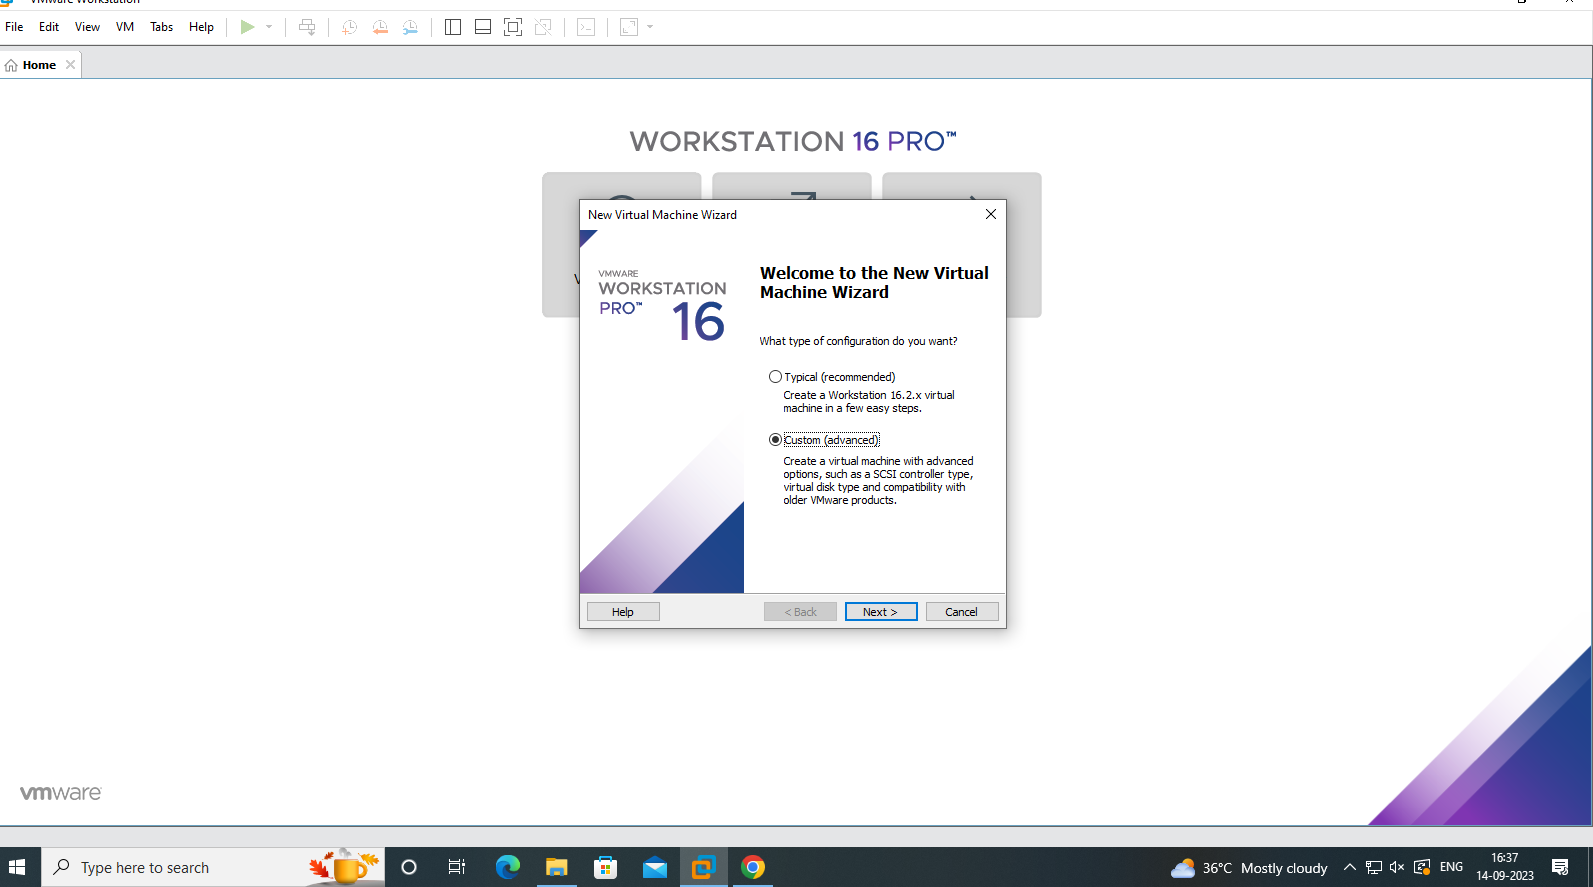 VMware Workstation
File Edit View VM Tabs Help
Home
WORKSTATION 16 PRO™
New Virtual Machine Wizard
VMWARE
WORKSTATION
PRO™ 16
Welcome to the New Virtual
Machine Wizard
What type of configuration do you want?
Typical (recommended)
Create a Workstation 16.2.x virtual
machine in a few easy steps.
Custom (advanced)
Create a virtual machine with advanced
options, such as a SCSI controller type,
virtual disk type and compatibility with
older VMware products.
Help < Back Next > Cancel
vmware
Type here to search
36°C Mostly cloudy
ENG
16:37
14-09-2023